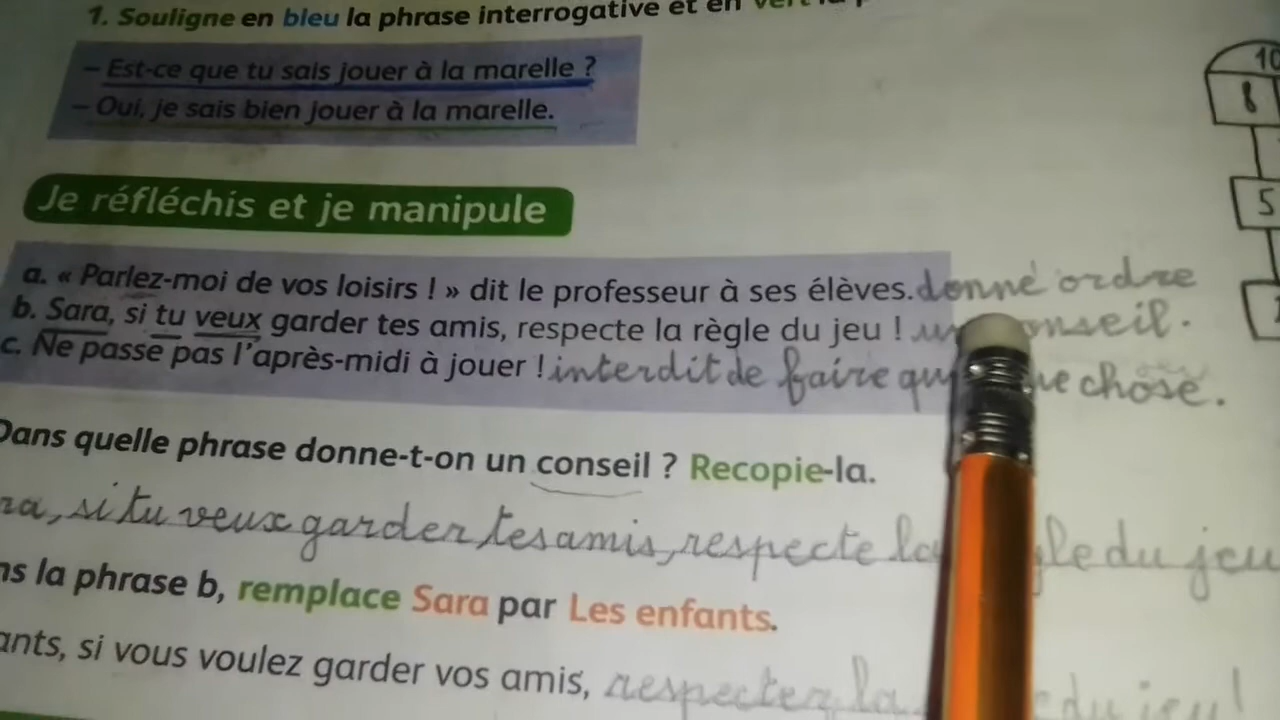 1. Souligne en bleu la phrase interrogative et en vert
– Est-ce que tu sais jouer à la marelle ?
– Oui, je sais bien jouer à la marelle.
10
8
5
Je réfléchis et je manipule
a. « Parlez-moi de vos loisirs ! » dit le professeur à ses élèves. donné ordre
b. Sara, si tu veux garder tes amis, respecte la règle du jeu !
c. Ne passe pas l'après-midi à jouer ! interdit de faire chose.
Dans quelle phrase donne-t-on un conseil ? Recopie-la.
si tu veux garder tes amis, respecte du jeu
la phrase b, remplace Sara par Les enfants.
si vous voulez garder vos amis, respectez la du jeu !